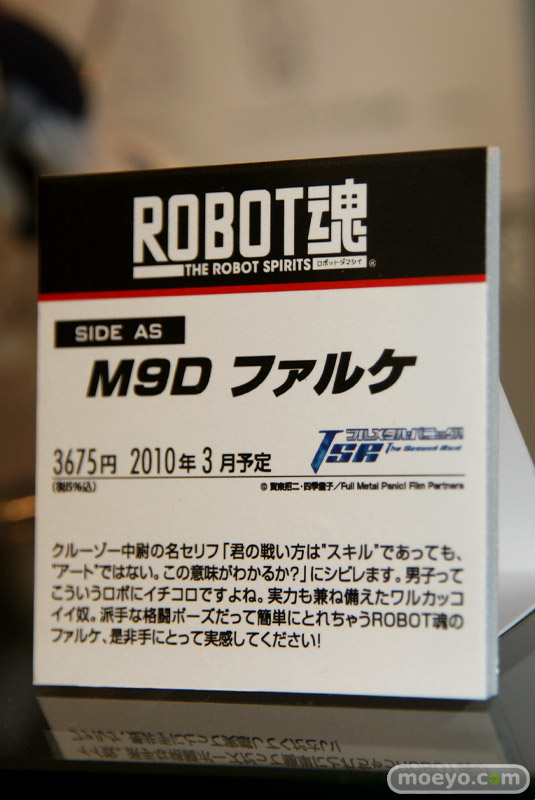 ROBOT魂
THE ROBOT SPIRITS ロボットダマシイ ®
SIDE AS
M9D ファルケ
フルメタル・パニック!
TSR The Second Raid
3675円 2010年3月予定
(税5%込)
© 賀東招二・四季童子/Full Metal Panic! Film Partners
クルーゾー中尉の名セリフ「君の戦い方は"スキル"であっても、
"アート"ではない。この意味がわかるか?」にシビレます。男子って
こういうロボにイチコロですよね。実力も兼ね備えたワルカッコ
イイ奴。派手な格闘ポーズだって簡単にとれちゃうROBOT魂の
ファルケ、是非手にとって実感してください!
moeyo.com